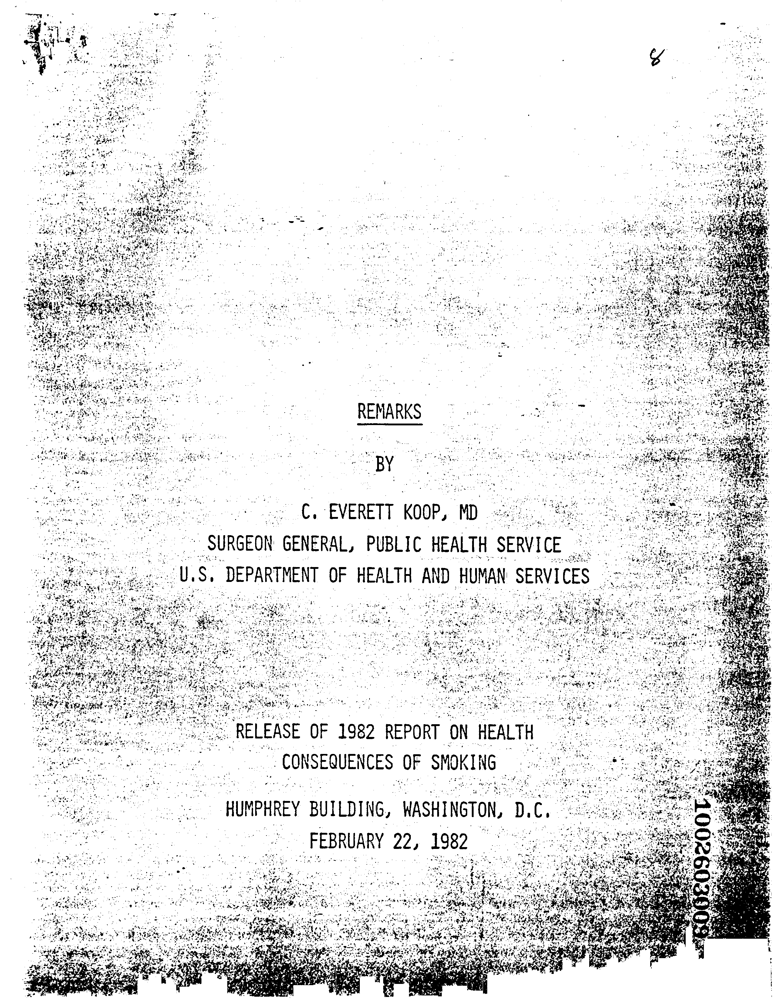 8
REMARKS
BY
C. EVERETT KOOP, MD
SURGEON GENERAL, PUBLIC HEALTH SERVICE
U.S. DEPARTMENT OF HEALTH AND HUMAN SERVICES
RELEASE OF 1982 REPORT ON HEALTH
CONSEQUENCES OF SMOKING
HUMPHREY BUILDING, WASHINGTON, D.C.
FEBRUARY 22, 1982
1002603009